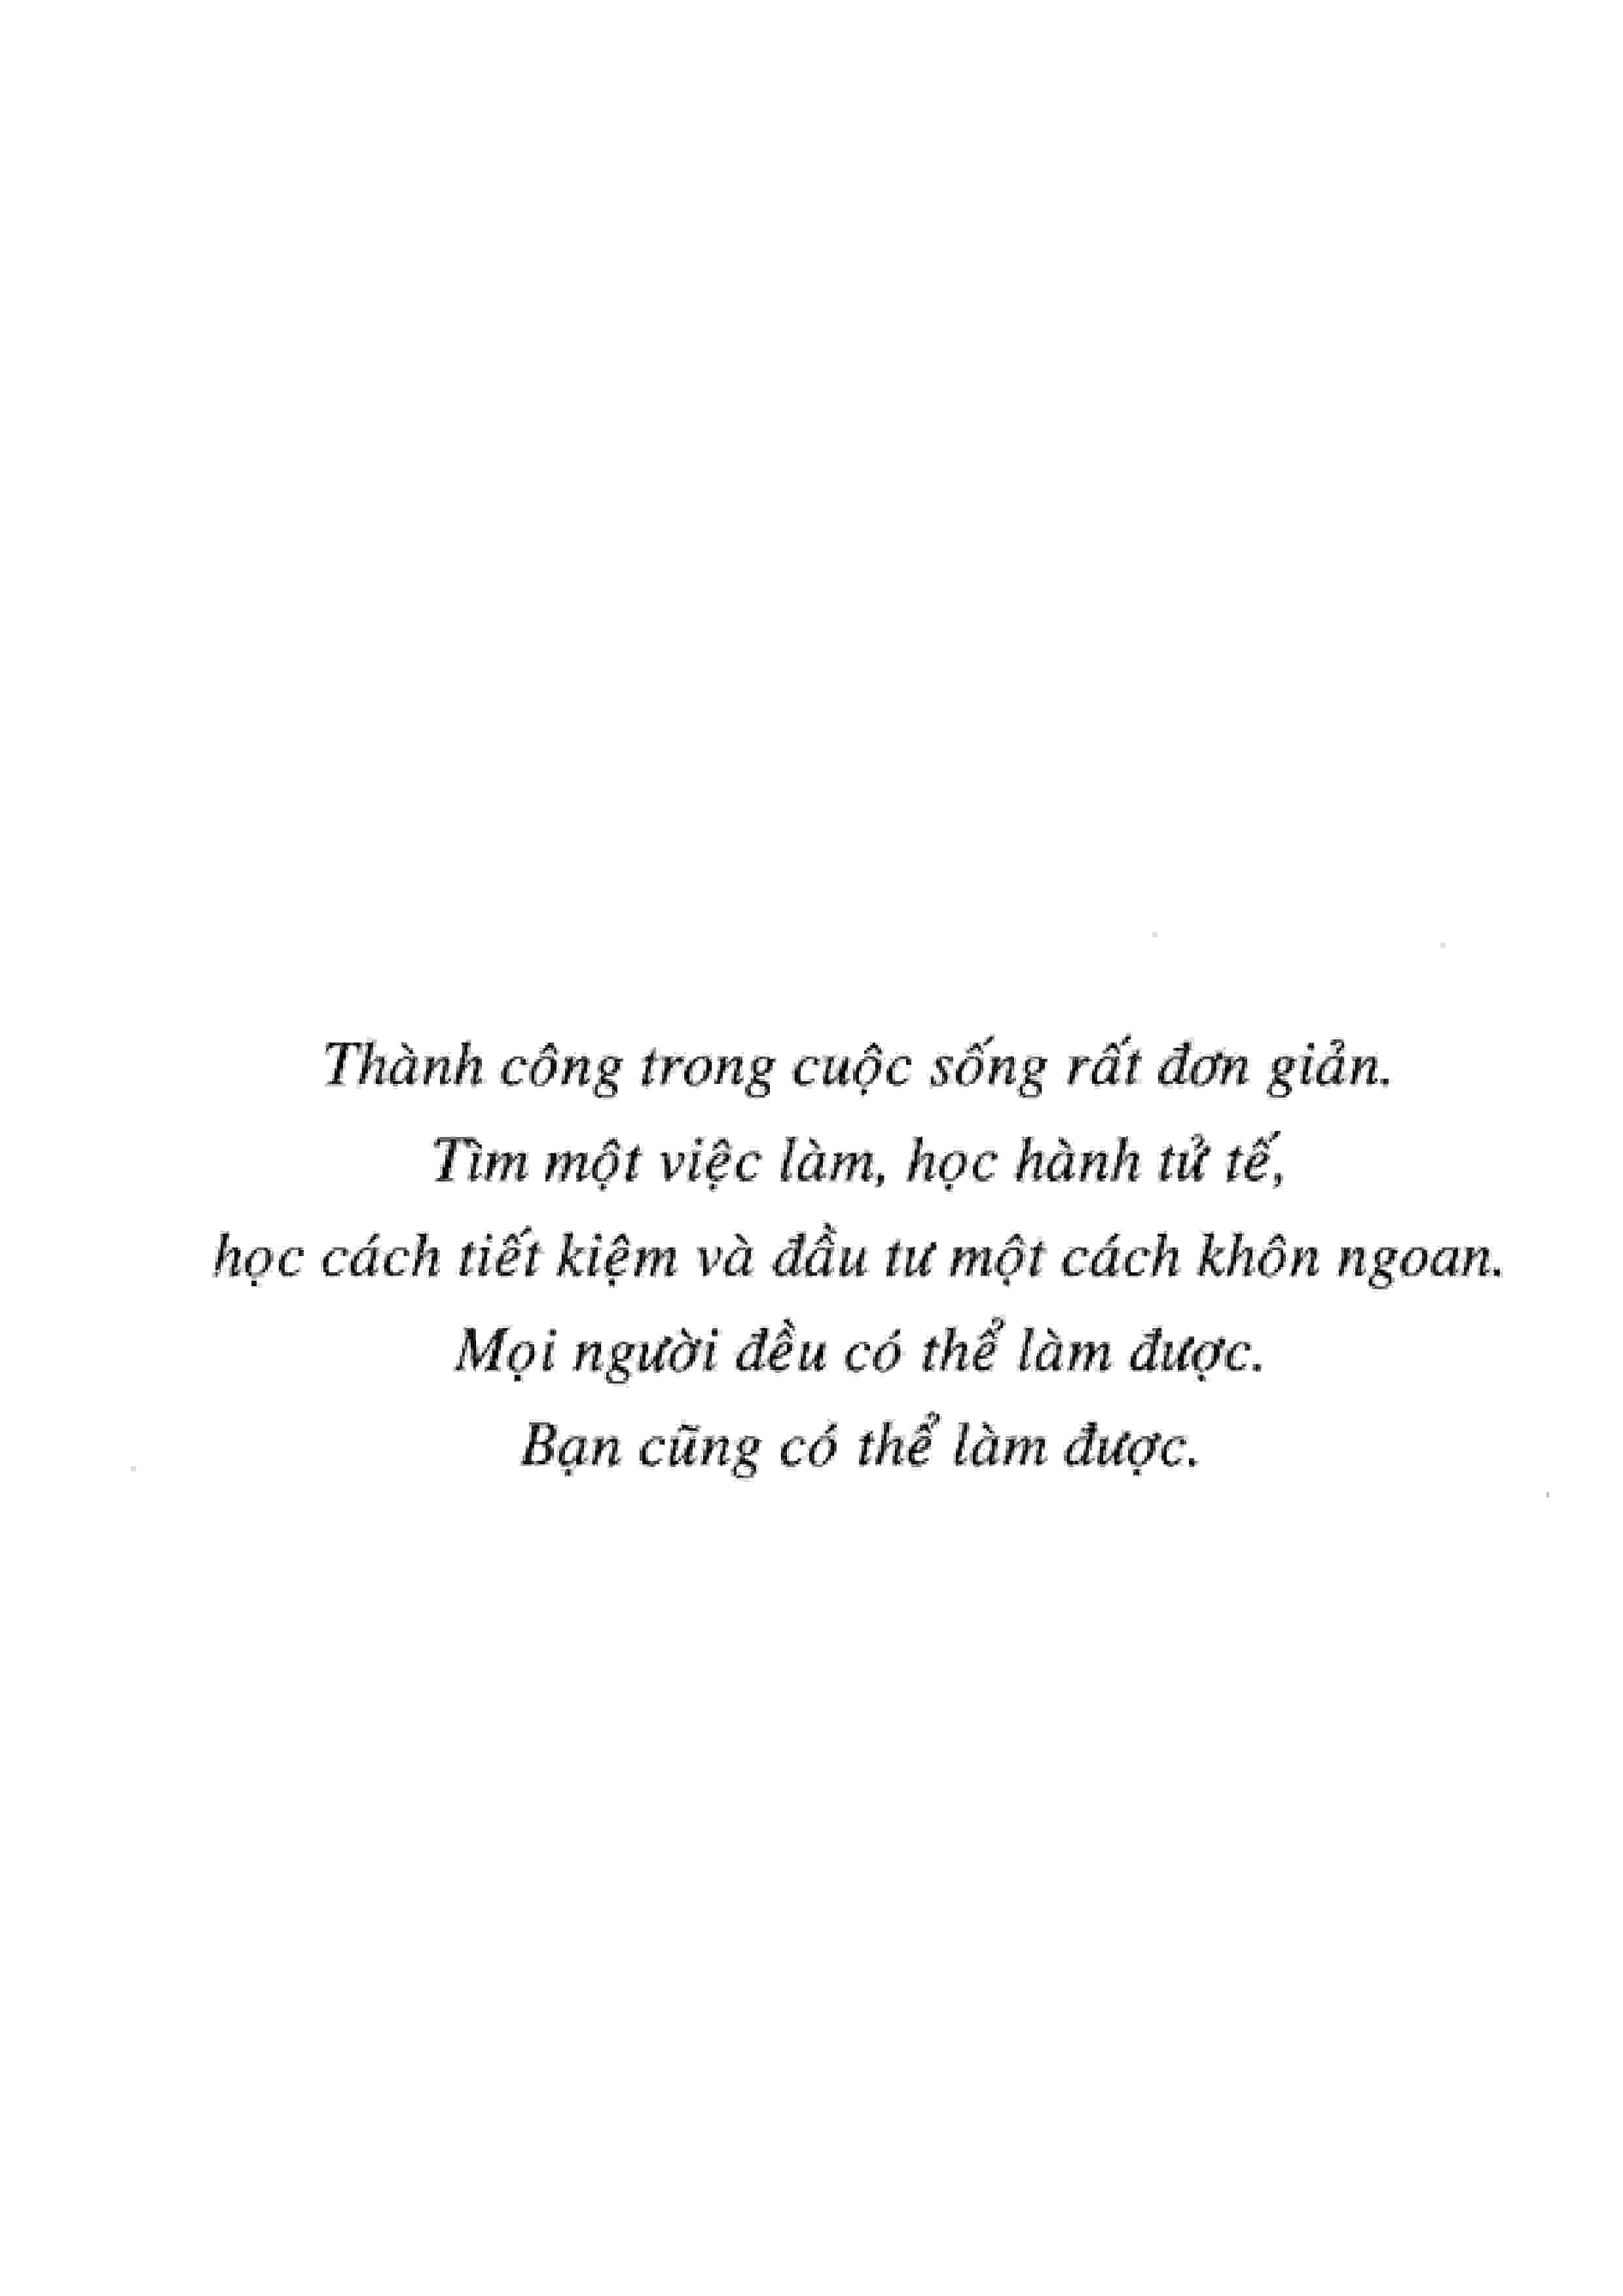 Thành công trong cuộc sống rất đơn giản.
Tìm một việc làm, học hành tử tế,
học cách tiết kiệm và đầu tư một cách khôn ngoan.
Mọi người đều có thể làm được.
Bạn cũng có thể làm được.